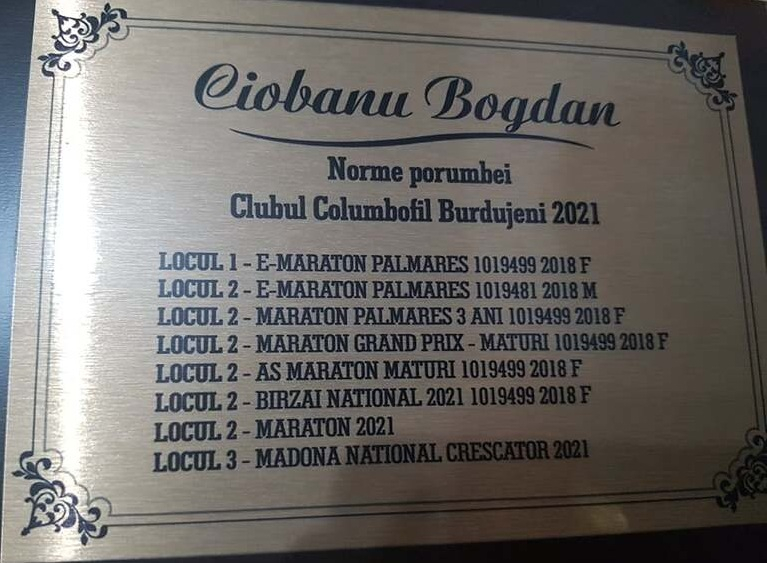 Ciobanu Bogdan
Norme porumbei
Clubul Columbofil Burdujeni 2021
LOCUL 1 - E-MARATON PALMARES 1019499 2018 F
LOCUL 2 - E-MARATON PALMARES 1019481 2018 M
LOCUL 2 - MARATON PALMARES 3 ANI 1019499 2018 F
LOCUL 2 - MARATON GRAND PRIX - MATURI 1019499 2018 F
LOCUL 2 - AS MARATON MATURI 1019499 2018 F
LOCUL 2 - BIRZAI NATIONAL 2021 1019499 2018 F
LOCUL 2 - MARATON 2021
LOCUL 3 - MADONA NATIONAL CRESCATOR 2021